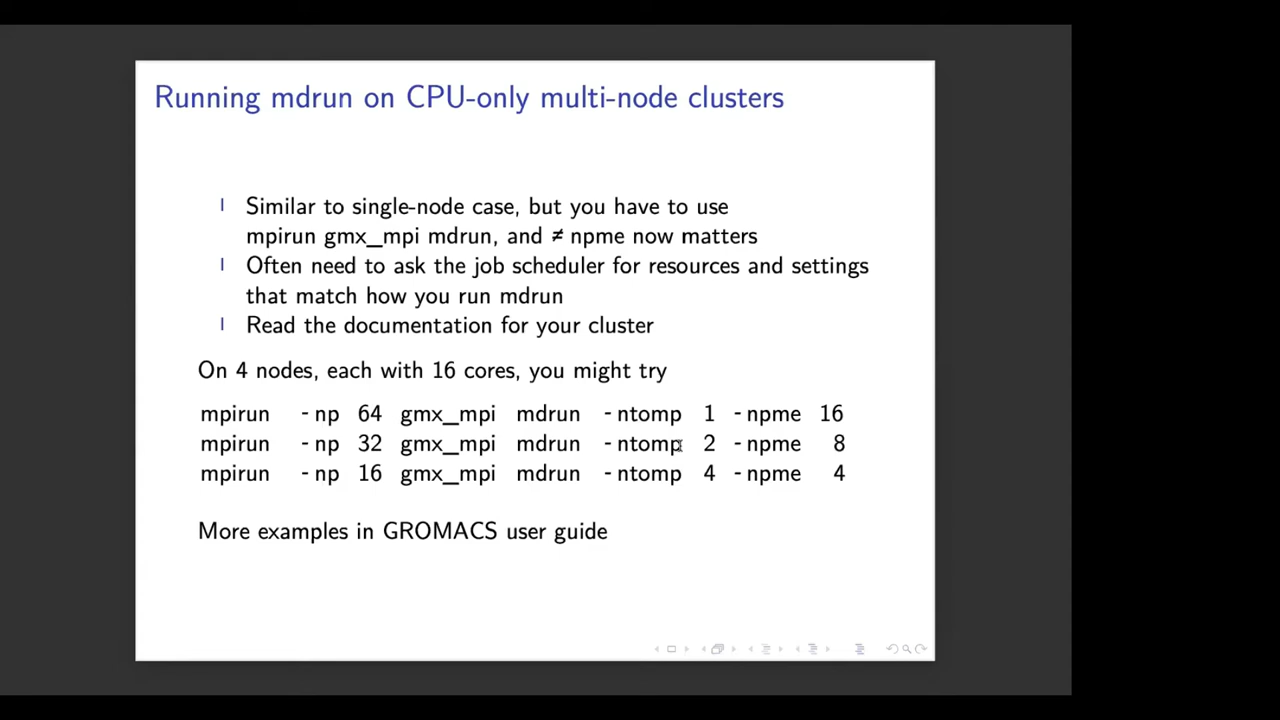 Running mdrun on CPU-only multi-node clusters
Similar to single-node case, but you have to use
mpirun gmx_mpi mdrun, and ≠ npme now matters
Often need to ask the job scheduler for resources and settings
that match how you run mdrun
Read the documentation for your cluster
On 4 nodes, each with 16 cores, you might try
mpirun -np 64 gmx_mpi mdrun -ntomp 1 -npme 16
mpirun -np 32 gmx_mpi mdrun -ntomp 2 -npme 8
mpirun -np 16 gmx_mpi mdrun -ntomp 4 -npme 4
More examples in GROMACS user guide